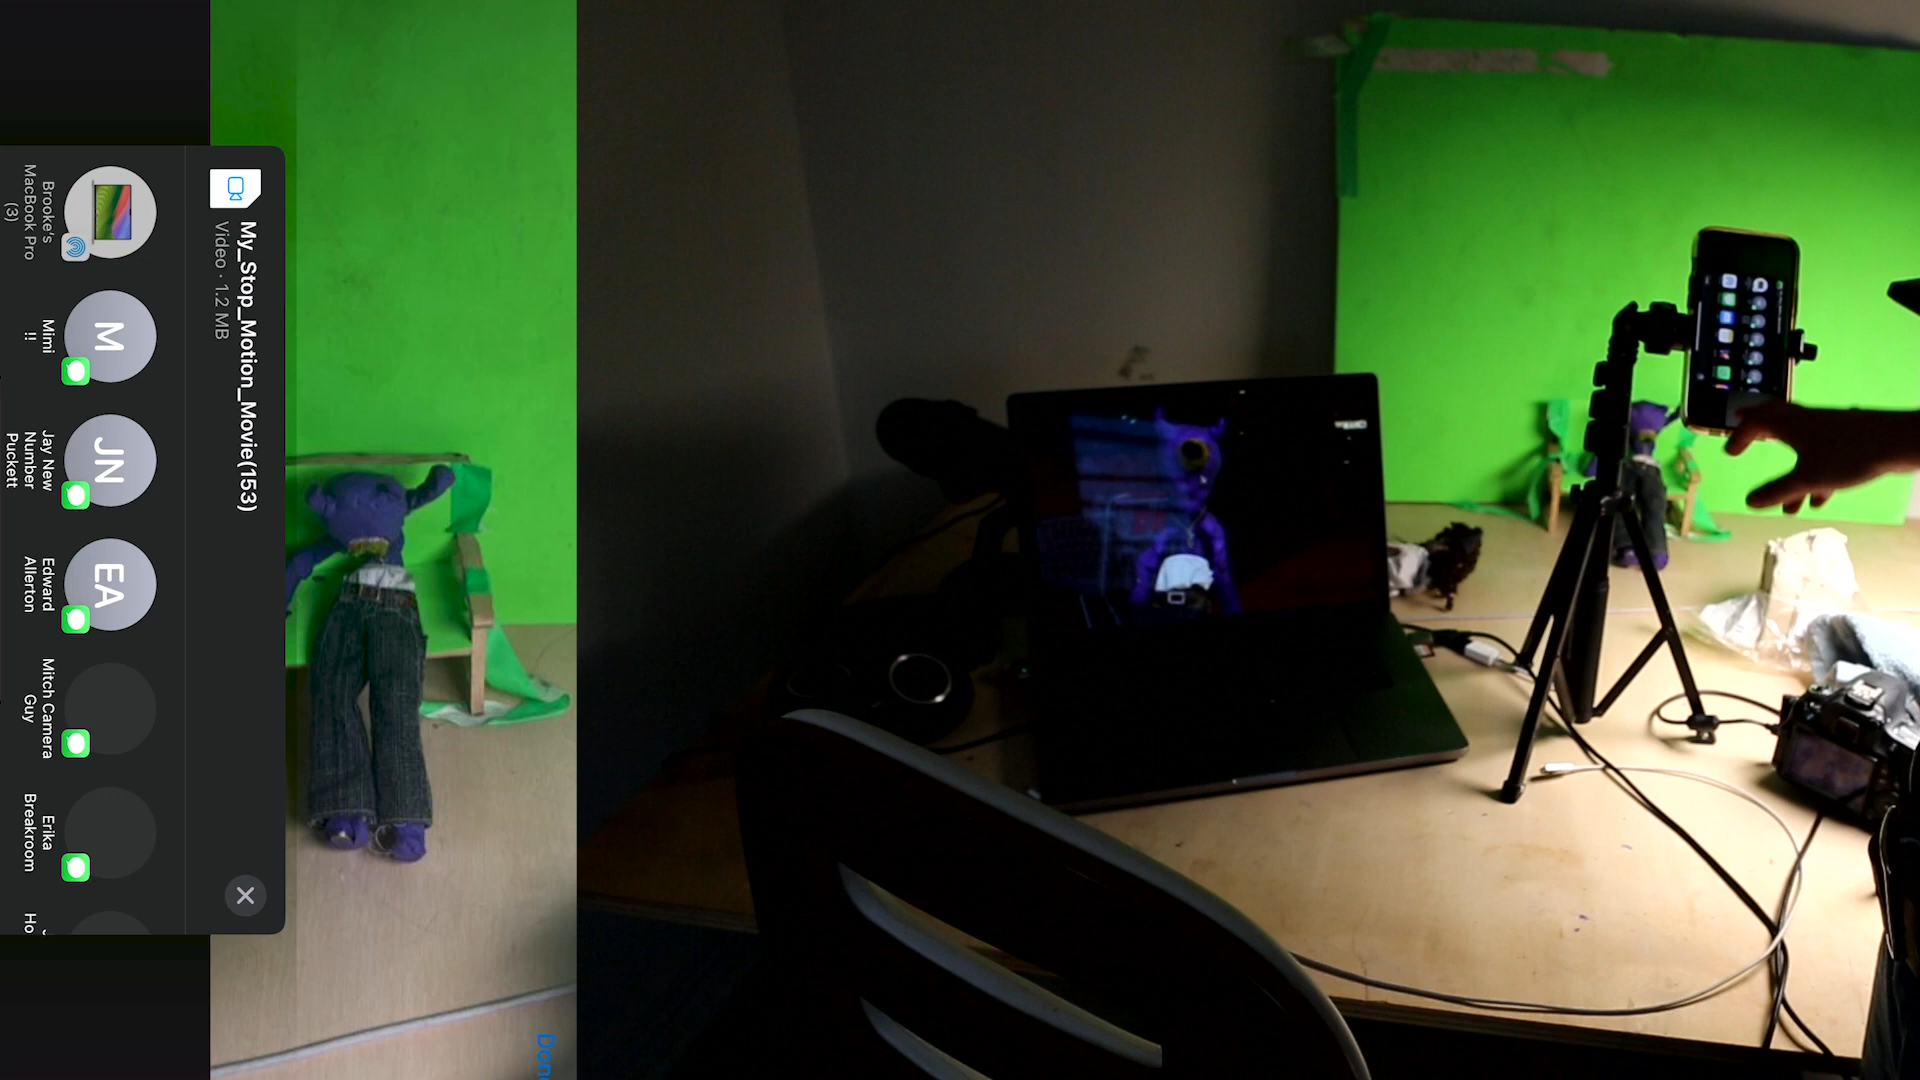 My_Stop_Motion_Movie(153)
Video · 1.2 MB
Brooke's
MacBook Pro
(3)
M
Mimi
!!
JN
Jay New
Number
Puckett
EA
Edward
Allerton
Mitch Camera
Guy
Erika
Breakroom
Ho